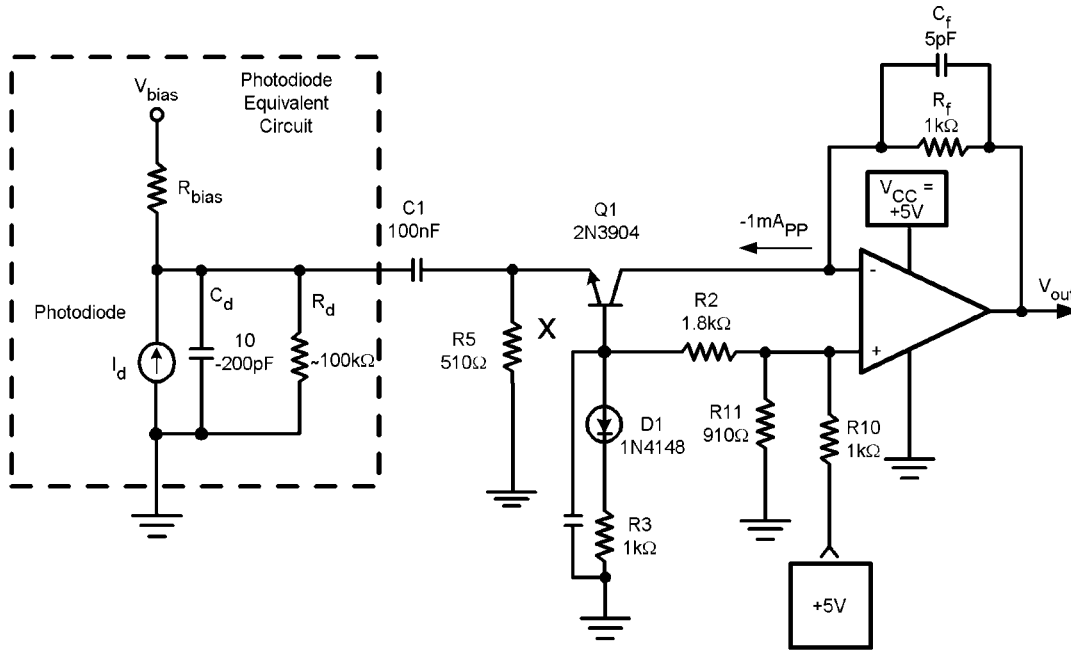 Photodiode
Equivalent
Circuit
Vbias
Rbias
Photodiode
Id
Cd
10
-200pF
Rd
~100kΩ
C1
100nF
R5
510Ω
X
Q1
2N3904
-1mAPP
R2
1.8kΩ
D1
1N4148
R3
1kΩ
R11
910Ω
R10
1kΩ
+5V
Cf
5pF
Rf
1kΩ
VCC =
+5V
-
+
Vout